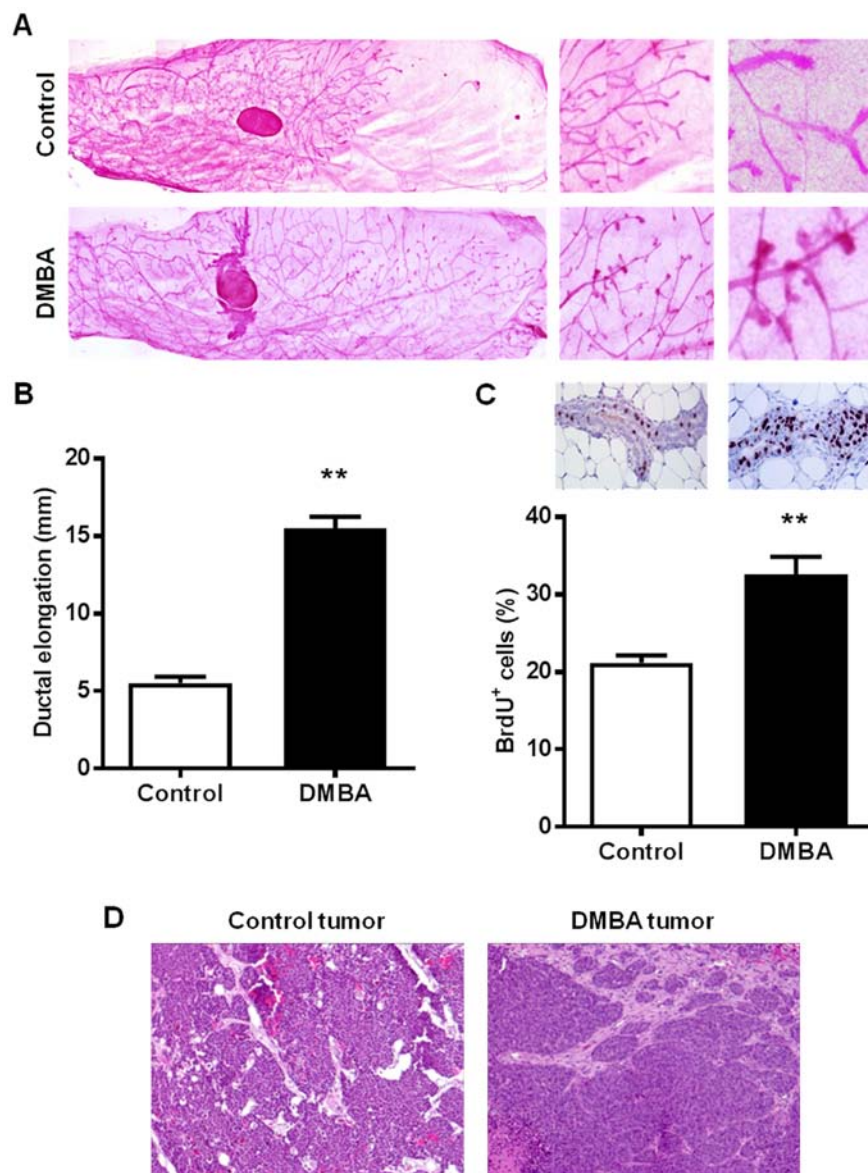 A
Control
DMBA
B
Ductal elongation (mm)
20
15
10
5
0
**
Control
DMBA
C
BrdU+ cells (%)
40
30
20
10
0
**
Control
DMBA
D
Control tumor
DMBA tumor